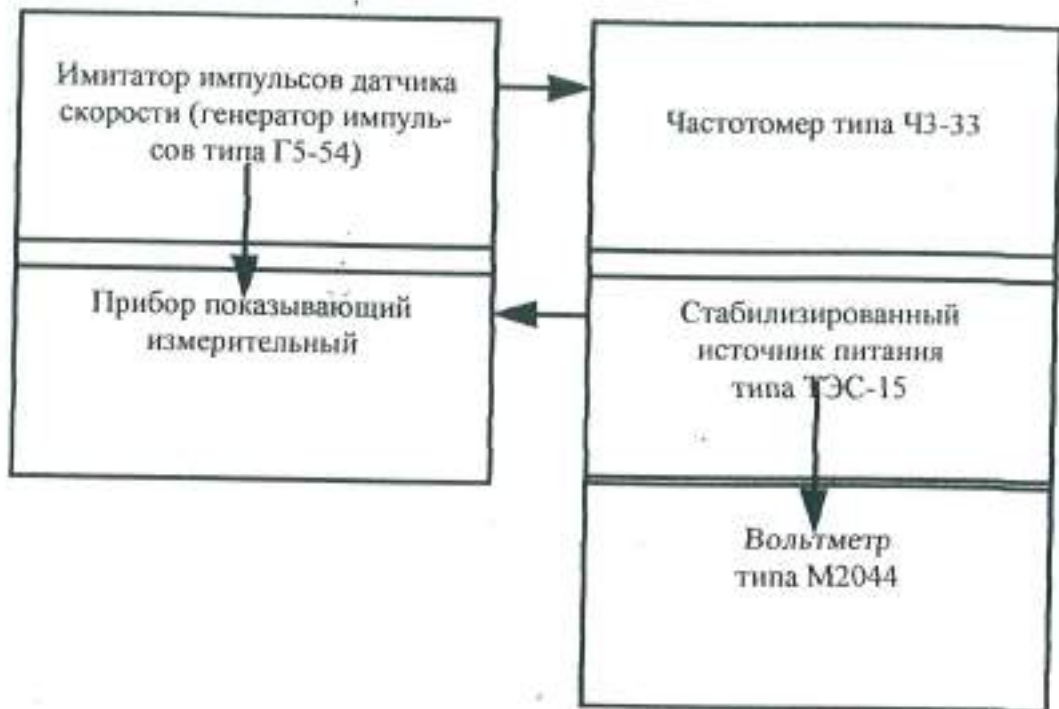 Имитатор импульсов датчика
скорости (генератор импуль-
сов типа Г5-54)
Частотомер типа Ч3-33
Прибор показывающий
измерительный
Стабилизированный
источник питания
типа ТЭС-15
Вольтметр
типа М2044